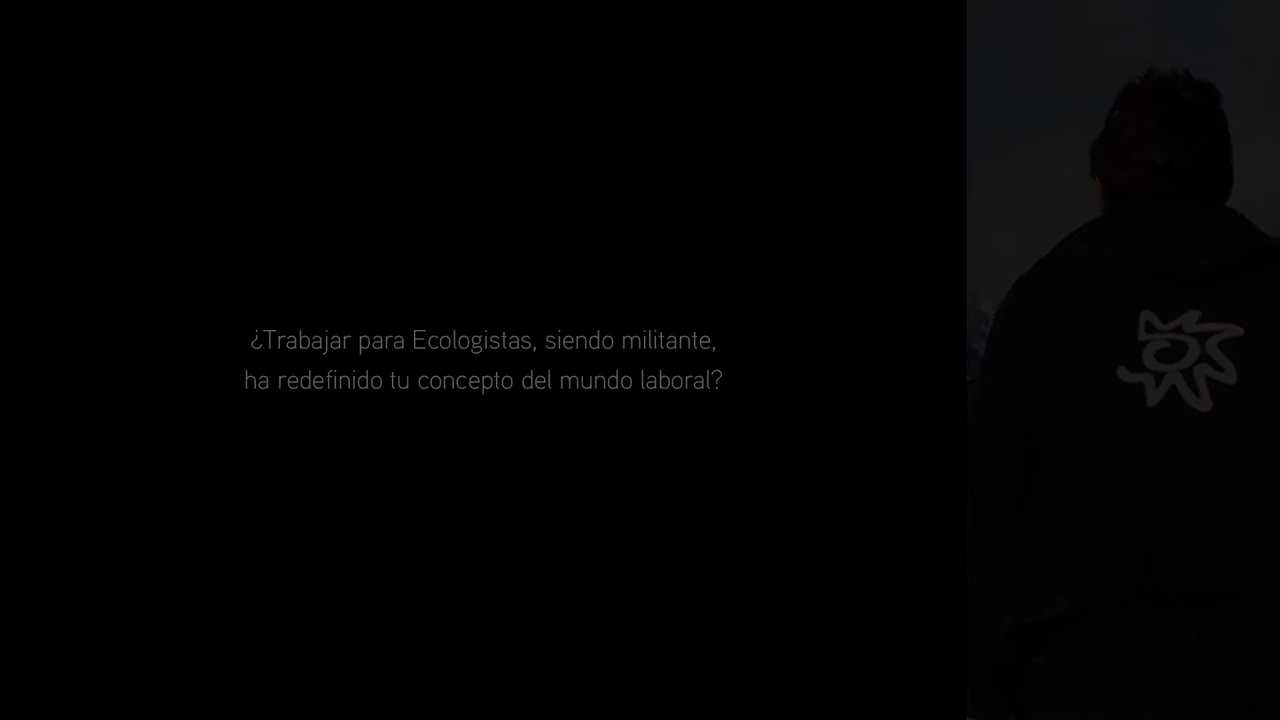 ¿Trabajar para Ecologistas, siendo militante,
ha redefinido tu concepto del mundo laboral?